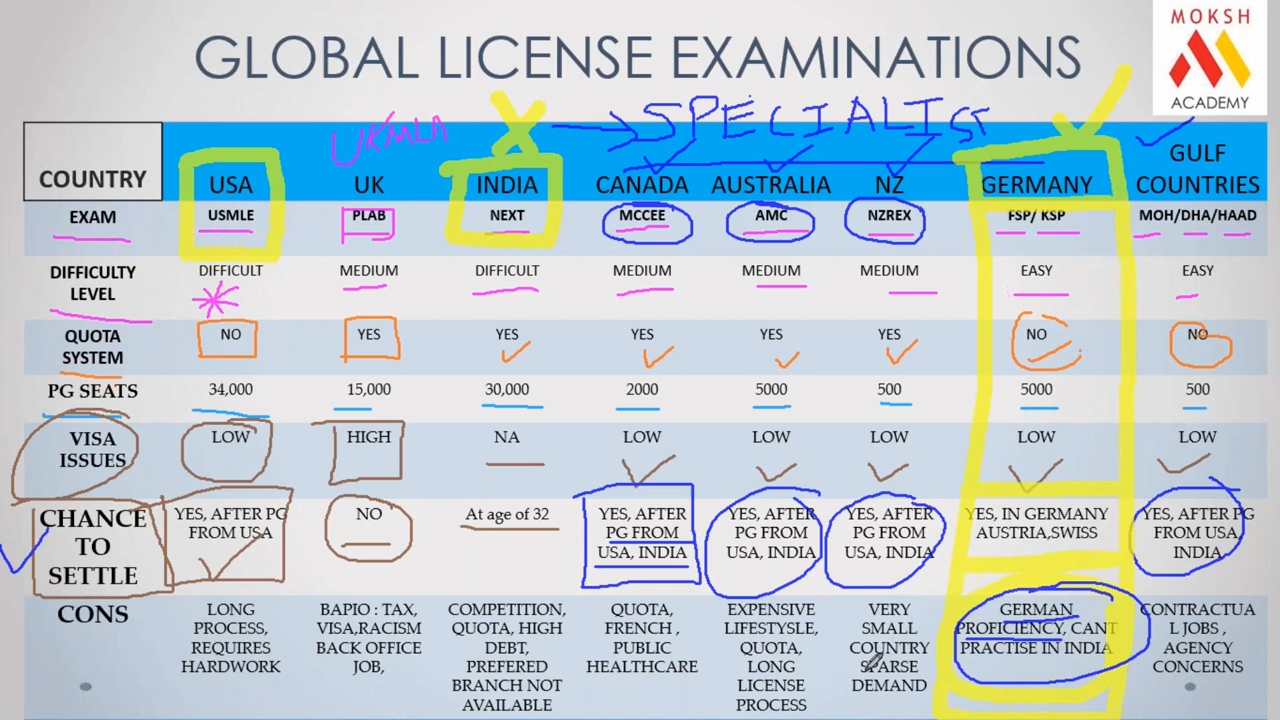 MOKSH
ACADEMY
GLOBAL LICENSE EXAMINATIONS
UKMLA
SPECIALIST
COUNTRY USA UK INDIA CANADA AUSTRALIA NZ GERMANY GULF COUNTRIES
EXAM USMLE PLAB NEXT MCCEE AMC NZREX FSP/ KSP MOH/DHA/HAAD
DIFFICULTY LEVEL DIFFICULT MEDIUM DIFFICULT MEDIUM MEDIUM MEDIUM EASY EASY
QUOTA SYSTEM NO YES YES YES YES YES NO NO
PG SEATS 34,000 15,000 30,000 2000 5000 500 5000 500
VISA ISSUES LOW HIGH NA LOW LOW LOW LOW LOW
CHANCE TO SETTLE
YES, AFTER PG FROM USA
NO
At age of 32
YES, AFTER PG FROM USA, INDIA
YES, AFTER PG FROM USA, INDIA
YES, AFTER PG FROM USA, INDIA
YES, IN GERMANY AUSTRIA,SWISS
YES, AFTER PG FROM USA, INDIA
CONS
LONG PROCESS, REQUIRES HARDWORK
BAPIO : TAX, VISA,RACISM BACK OFFICE JOB,
COMPETITION, QUOTA, HIGH DEBT, PREFERED BRANCH NOT AVAILABLE
QUOTA, FRENCH , PUBLIC HEALTHCARE
EXPENSIVE LIFESTYSLE, QUOTA, LONG LICENSE PROCESS
VERY SMALL COUNTRY SPARSE DEMAND
GERMAN PROFICIENCY, CANT PRACTISE IN INDIA
CONTRACTUA L JOBS , AGENCY CONCERNS